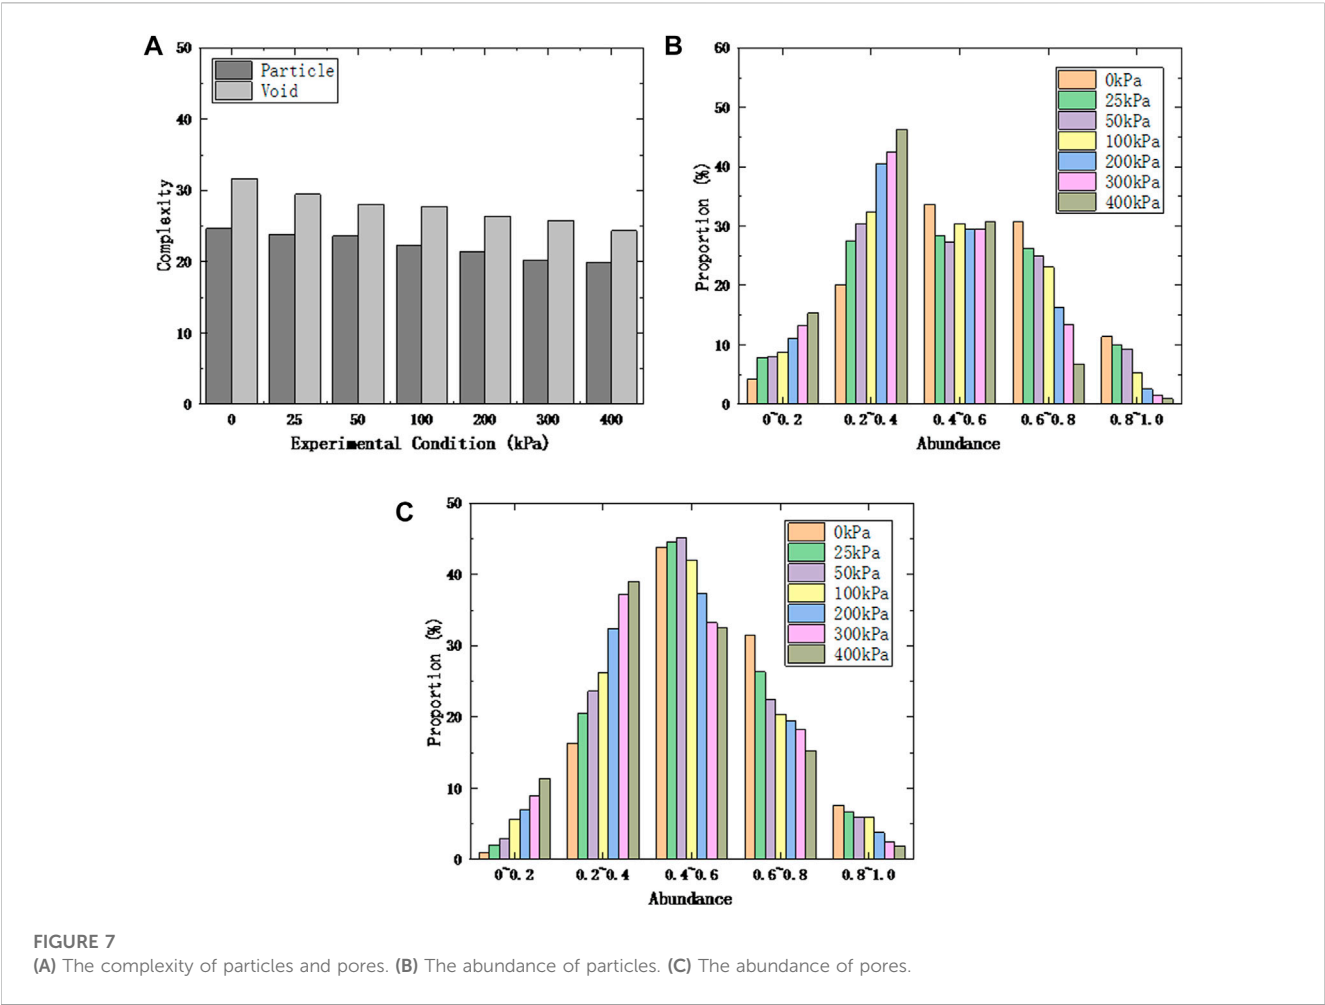 A
50
40
30
20
10
0
Complexity
Particle
Void
0 25 50 100 200 300 400
Experimental Condition (kPa)
B
60
50
40
30
20
10
0
Proportion (%)
0kPa
25kPa
50kPa
100kPa
200kPa
300kPa
400kPa
0~0.2 0.2~0.4 0.4~0.6 0.6~0.8 0.8~1.0
Abundance
C
50
40
30
20
10
0
Proportion (%)
0kPa
25kPa
50kPa
100kPa
200kPa
300kPa
400kPa
0~0.2 0.2~0.4 0.4~0.6 0.6~0.8 0.8~1.0
Abundance
FIGURE 7
(A) The complexity of particles and pores. (B) The abundance of particles. (C) The abundance of pores.